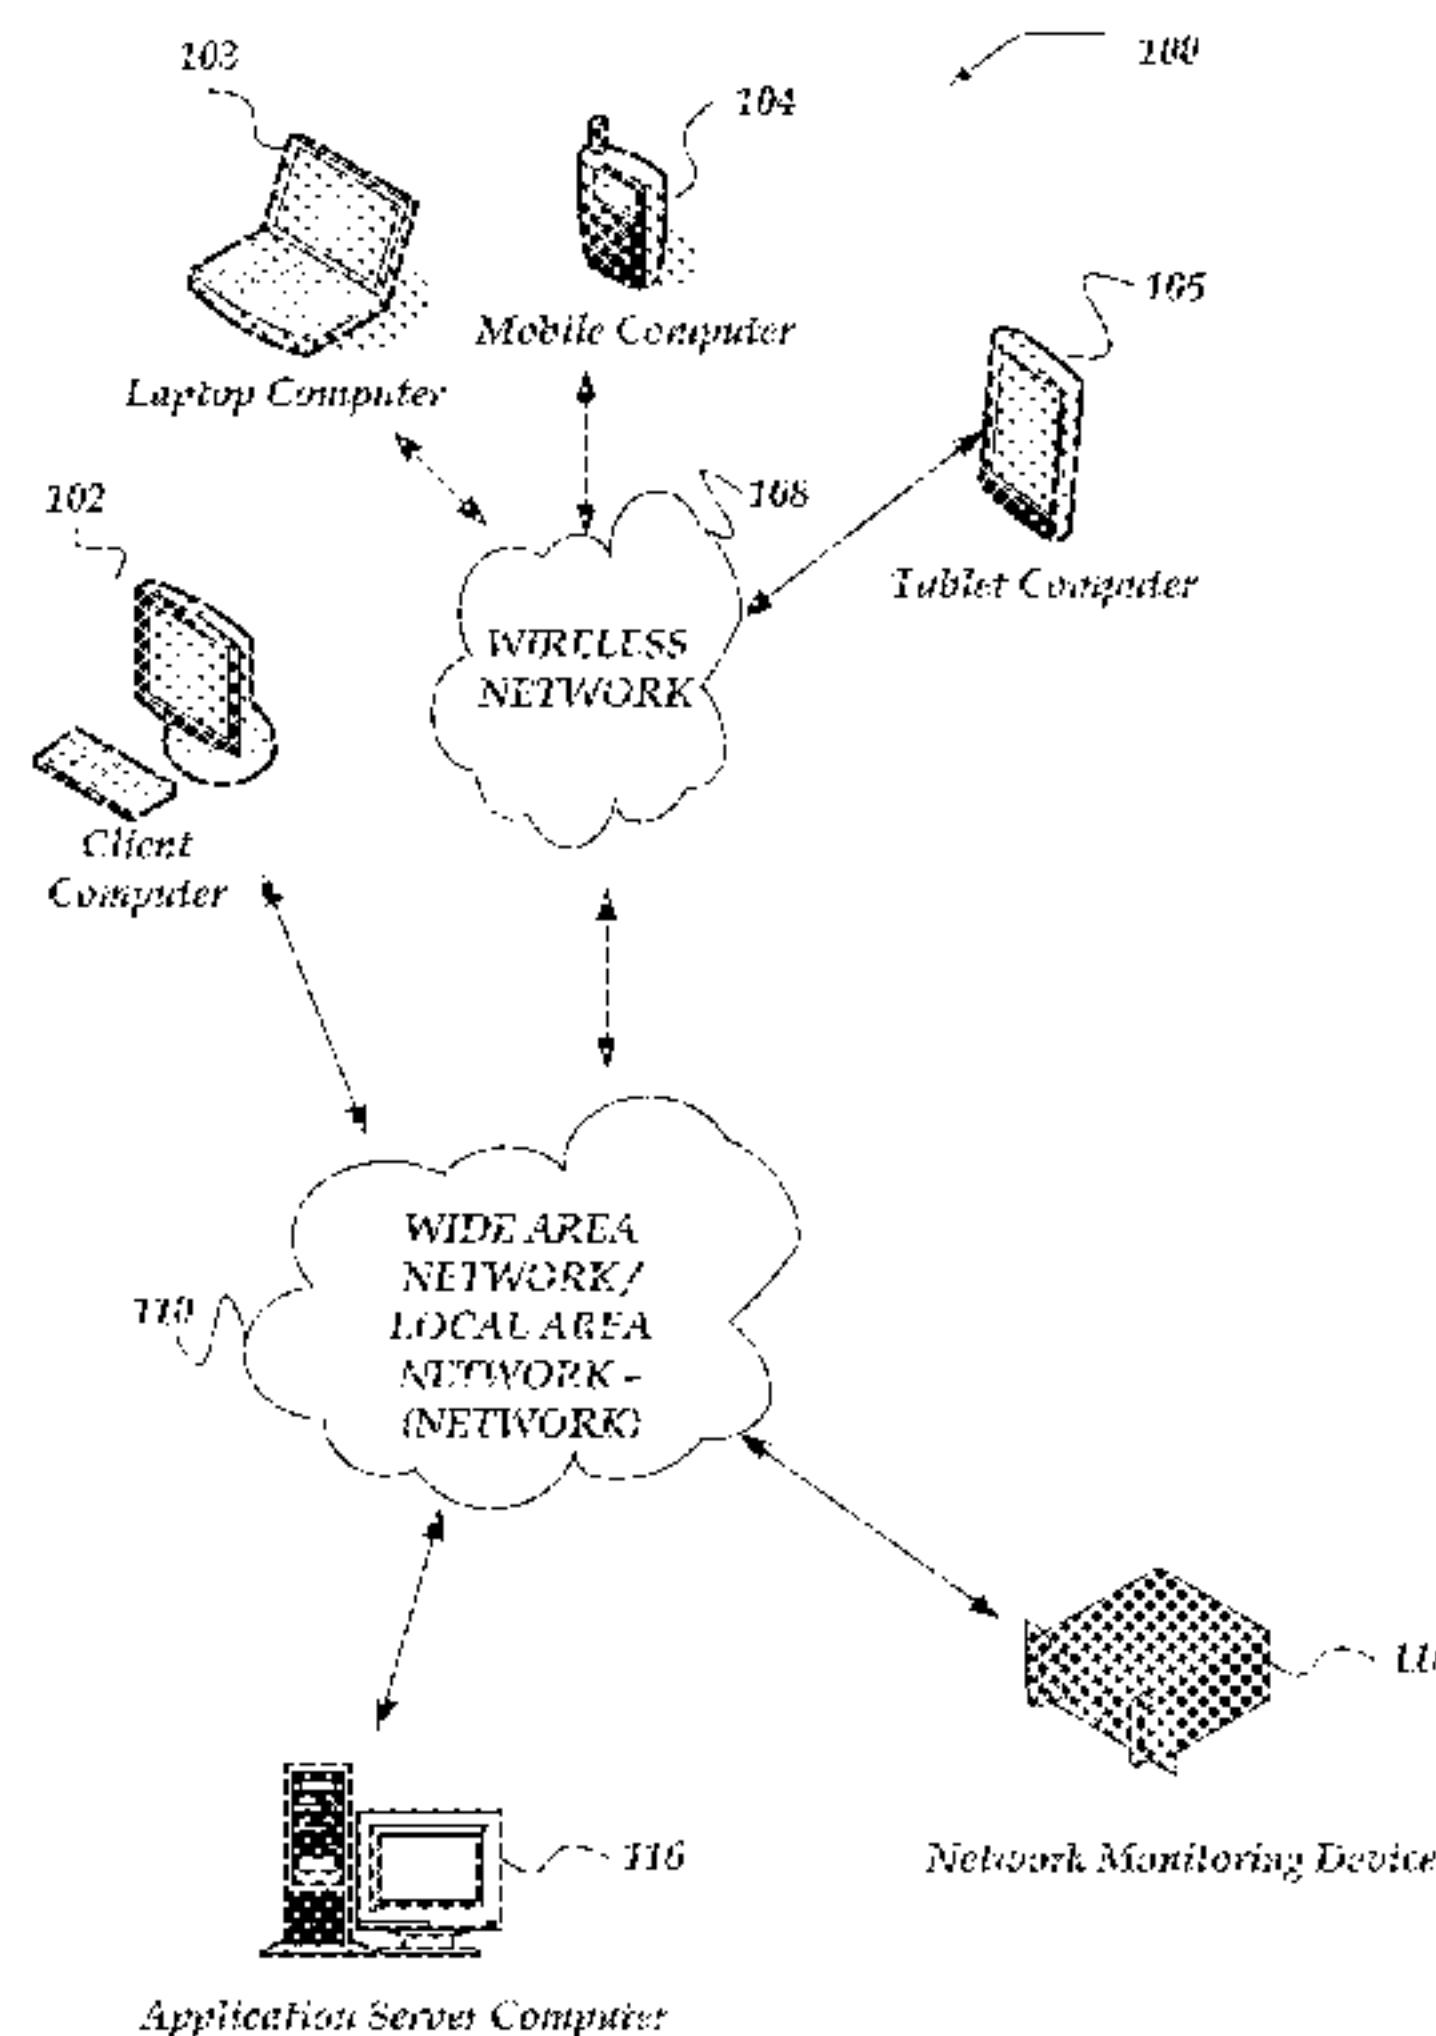 103
100
104
105
Mobile Computer
Laptop Computer
102
108
Tablet Computer
WIRELESS
NETWORK
Client
Computer
WIDE AREA
NETWORK/
110
LOCAL AREA
NETWORK -
(NETWORK)
116
Network Monitoring Device
Application Server Computer